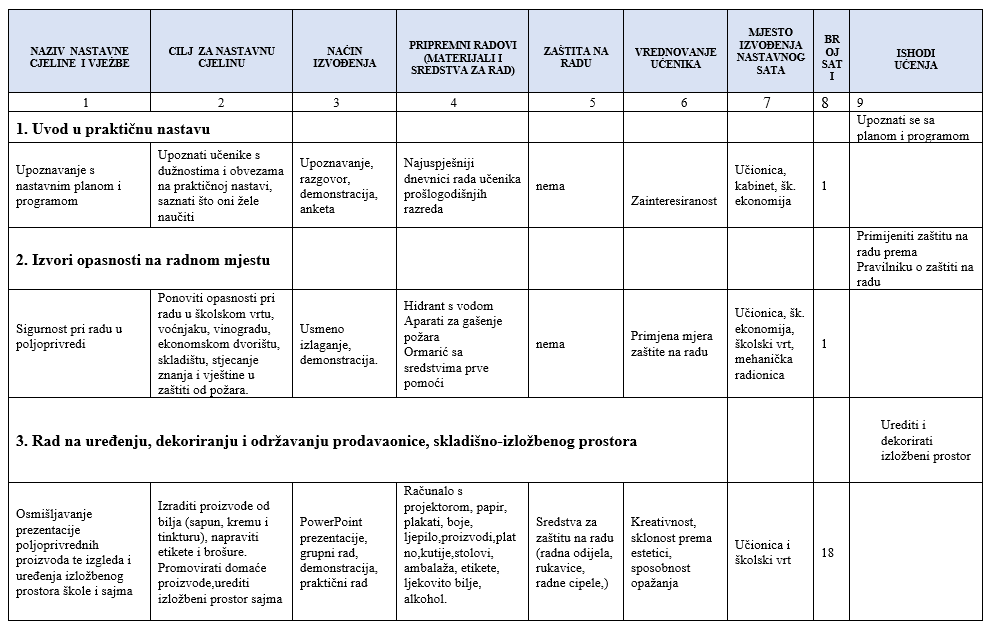 NAZIV NASTAVNE
CJELINE I VJEŽBE
CILJ ZA NASTAVNU
CJELINU
NAČIN
IZVOĐENJA
PRIPREMNI RADOVI
(MATERIJALI I
SREDSTVA ZA RAD)
ZAŠTITA NA
RADU
VREDNOVANJE
UČENIKA
MJESTO
IZVOĐENJA
NASTAVNOG
SATA
BR
OJ
SAT
I
ISHODI
UČENJA
1
2
3
4
5
6
7
8
9
1. Uvod u praktičnu nastavu
Upoznati se sa
planom i programom
Upoznavanje s
nastavnim planom i
programom
Upoznati učenike s
dužnostima i obvezama
na praktičnoj nastavi,
saznati što oni žele
naučiti
Upoznavanje,
razgovor,
demonstracija,
anketa
Najuspješniji
dnevnici rada učenika
prošlogodišnjih
razreda
nema
Zainteresiranost
Učionica,
kabinet, šk.
ekonomija
1
2. Izvori opasnosti na radnom mjestu
Primijeniti zaštitu na
radu prema
Pravilniku o zaštiti na
radu
Sigurnost pri radu u
poljoprivredi
Ponoviti opasnosti pri
radu u školskom vrtu,
voćnjaku, vinogradu,
ekonomskom dvorištu,
skladištu, stjecanje
znanja i vještine u
zaštiti od požara.
Usmeno
izlaganje,
demonstracija.
Hidrant s vodom
Aparati za gašenje
požara
Ormarić sa
sredstvima prve
pomoći
nema
Primjena mjera
zaštite na radu
Učionica, šk.
ekonomija,
školski vrt,
mehanička
radionica
1
3. Rad na uređenju, dekoriranju i održavanju prodavaonice, skladišno-izložbenog prostora
Urediti i
dekorirati
izložbeni prostor
Osmišljavanje
prezentacije
poljoprivrednih
proizvoda te izgleda i
uređenja izložbenog
prostora škole i sajma
Izraditi proizvode od
bilja (sapun, kremu i
tinkturu), napraviti
etikete i brošure.
Promovirati domaće
proizvode,urediti
izložbeni prostor sajma
PowerPoint
prezentacije,
grupni rad,
demonstracija,
praktični rad
Računalo s
projektorom, papir,
plakati, boje,
ljepilo,proizvodi,plat
no,kutije,stolovi,
ambalaža, etikete,
ljekovito bilje,
alkohol.
Sredstva za
zaštitu na radu
(radna odijela,
rukavice,
radne cipele,)
Kreativnost,
sklonost prema
estetici,
sposobnost
opažanja
Učionica i
školski vrt
18